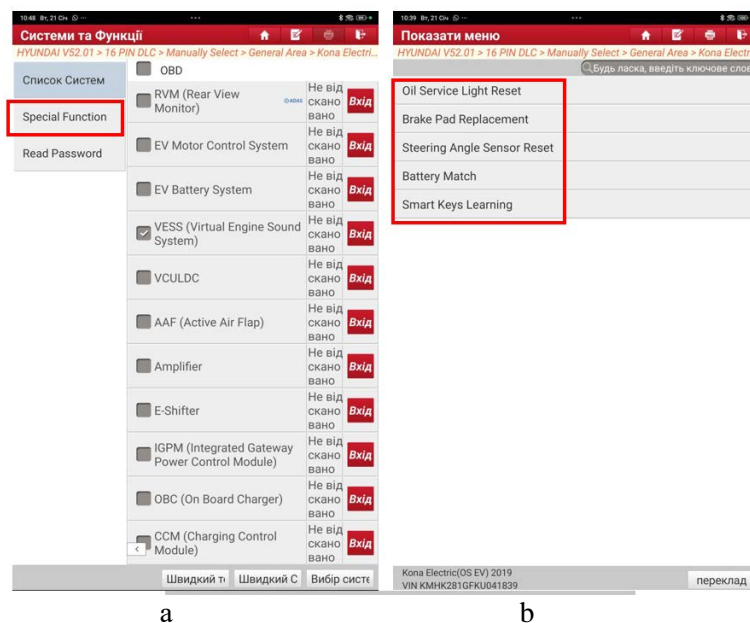 10:48 Вт, 21 Січ
Системи та Функції
HYUNDAI V52.01 > 16 PIN DLC > Manually Select > General Area > Kona Electri...
Список Систем
Special Function
Read Password
OBD
RVM (Rear View
Monitor)
ADAS
Не від
скано
вано
Вхід
EV Motor Control System
Не від
скано
вано
Вхід
EV Battery System
Не від
скано
вано
Вхід
VESS (Virtual Engine Sound
System)
Не від
скано
вано
Вхід
VCULDC
Не від
скано
вано
Вхід
AAF (Active Air Flap)
Не від
скано
вано
Вхід
Amplifier
Не від
скано
вано
Вхід
E-Shifter
Не від
скано
вано
Вхід
IGPM (Integrated Gateway
Power Control Module)
Не від
скано
вано
Вхід
OBC (On Board Charger)
Не від
скано
вано
Вхід
CCM (Charging Control
Module)
Не від
скано
вано
Вхід
Швидкий т
Швидкий С
Вибір систе
a
10:39 Вт, 21 Січ
Показати меню
HYUNDAI V52.01 > 16 PIN DLC > Manually Select > General Area > Kona Electr
Будь ласка, введіть ключове слов
Oil Service Light Reset
Brake Pad Replacement
Steering Angle Sensor Reset
Battery Match
Smart Keys Learning
Kona Electric(OS EV) 2019
VIN KMHK281GFKU041839
переклад
b